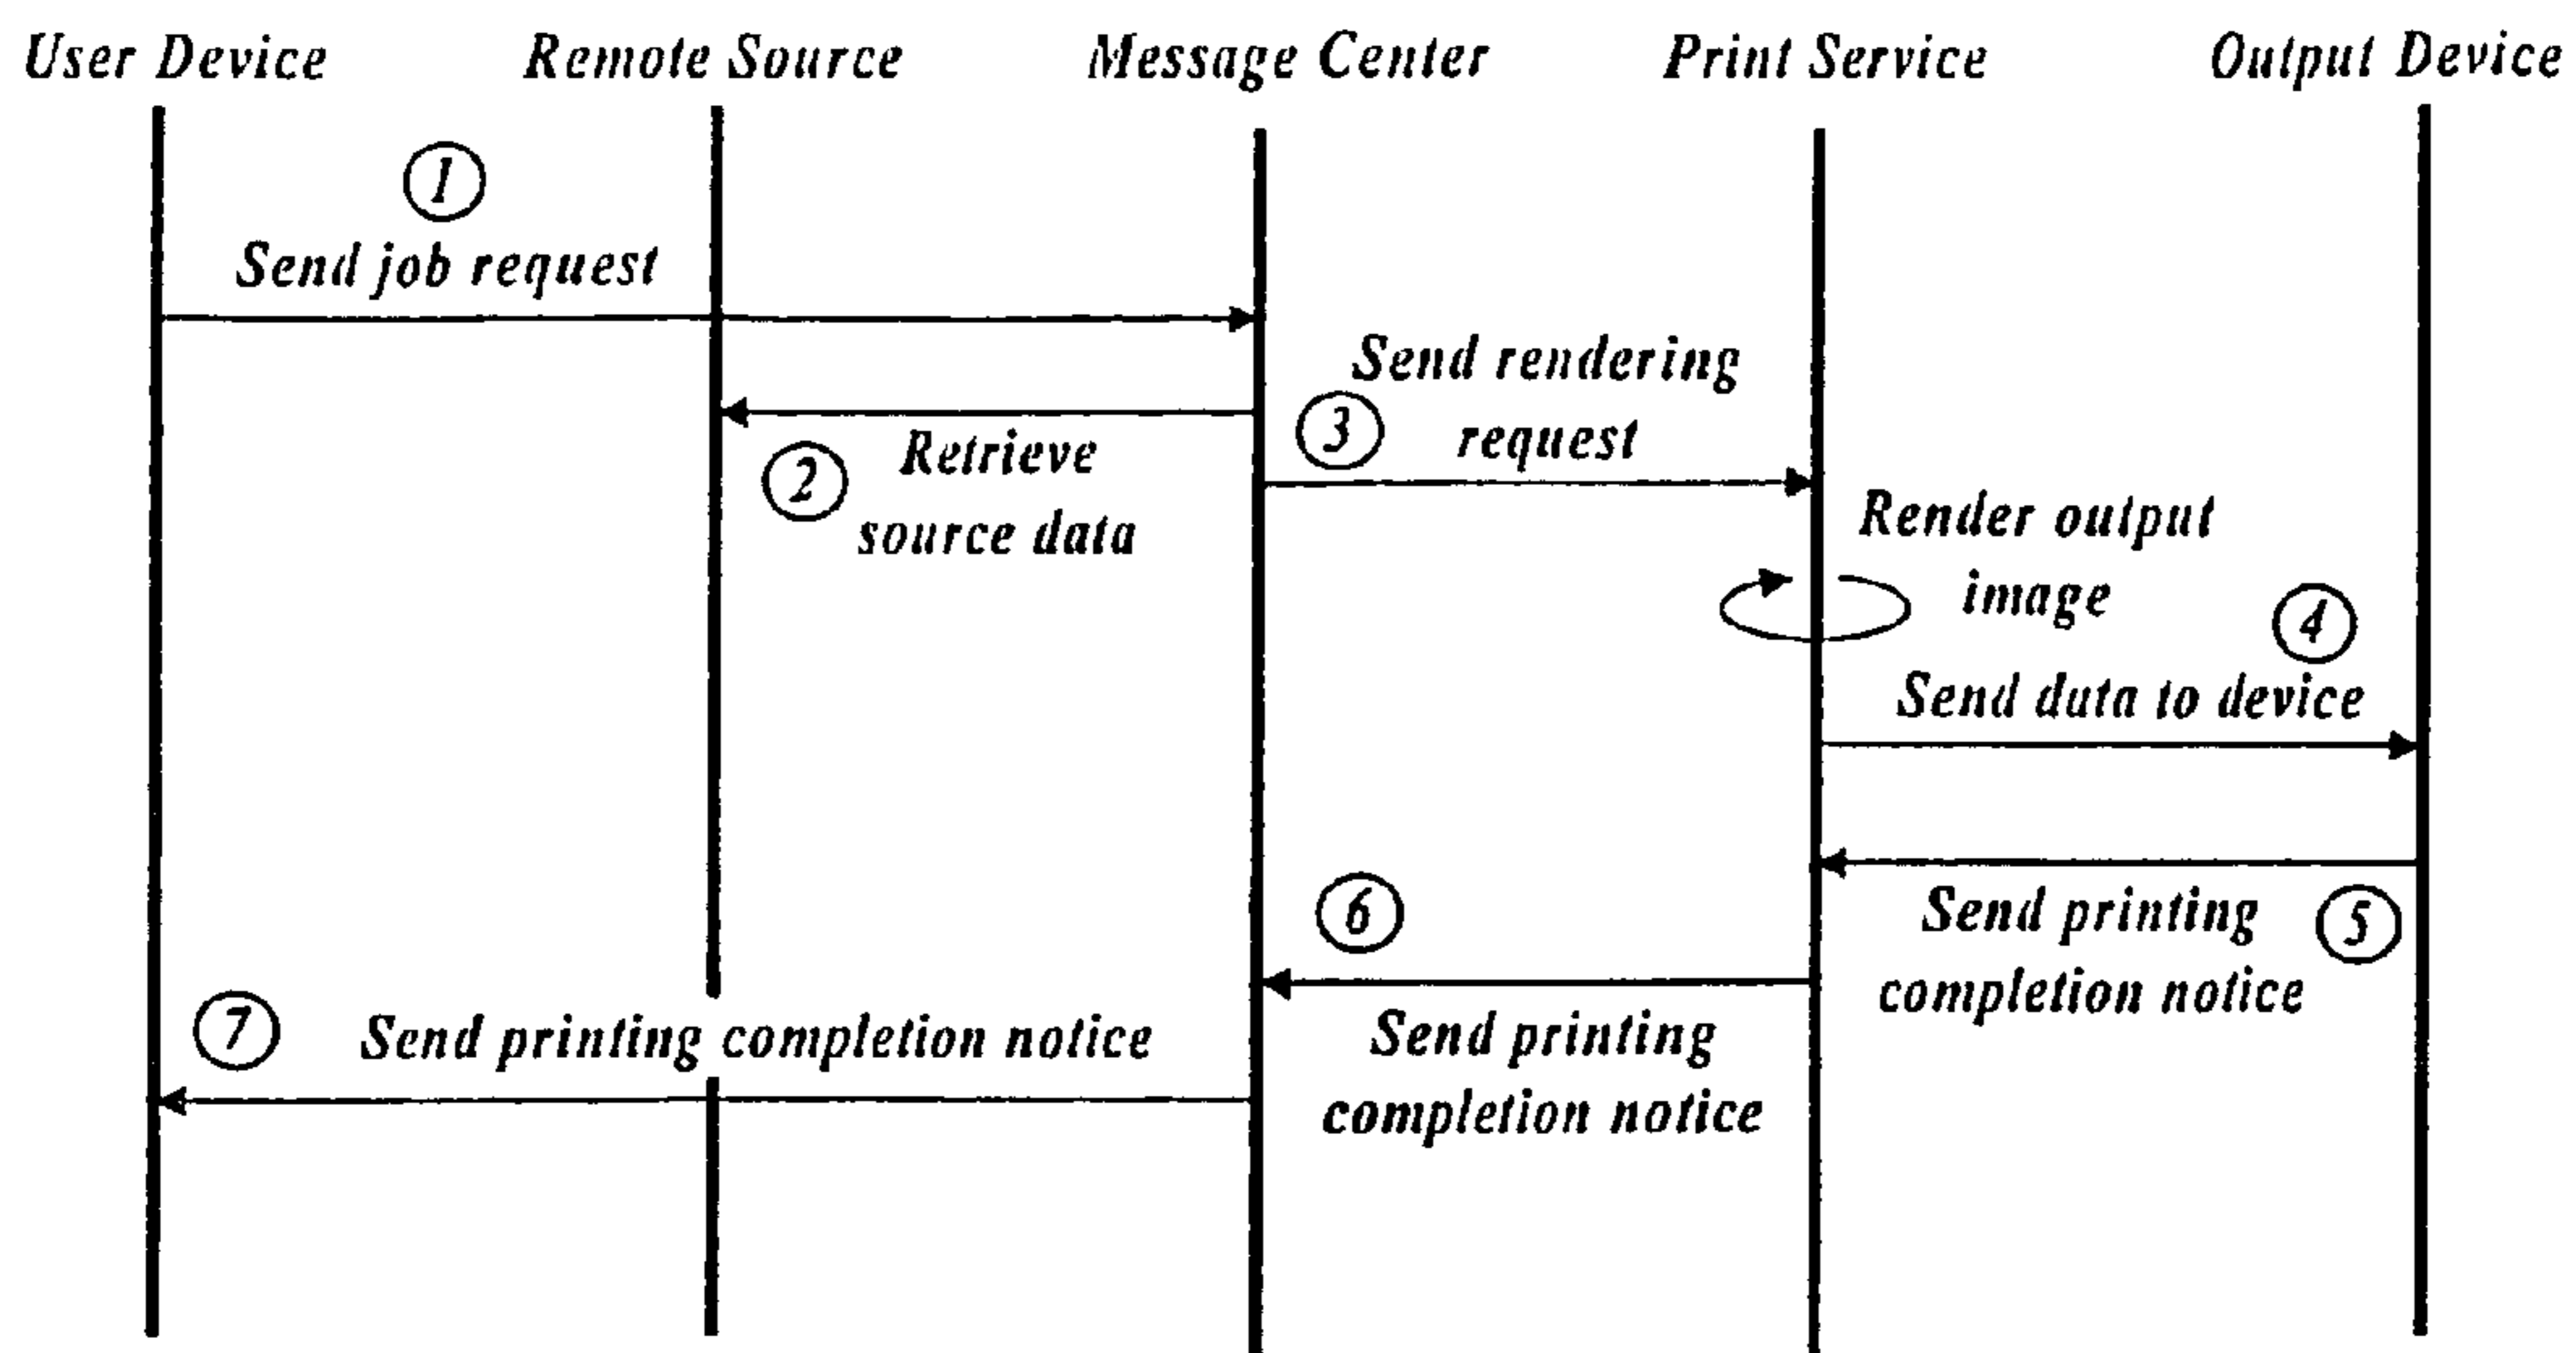 User Device
Remote Source
Message Center
Print Service
Output Device
1
Send job request
Send rendering
3
request
2
Retrieve
source data
Render output
image
4
Send data to device
5
Send printing
completion notice
6
Send printing
completion notice
7
Send printing completion notice